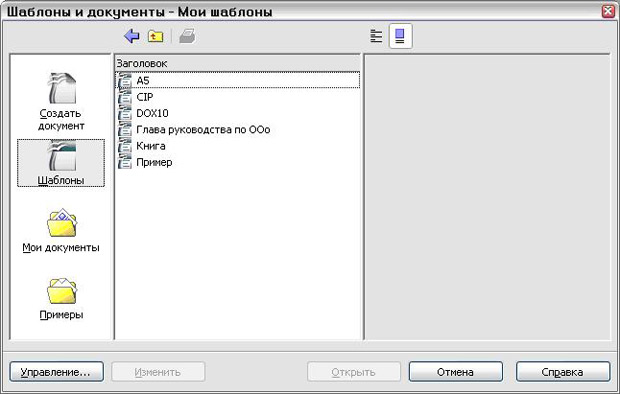 Шаблоны и документы - Мои шаблоны
Заголовок
A5
CIP
DOX10
Глава руководства по ООо
Книга
Пример
Создать
документ
Шаблоны
Мои документы
Примеры
Управление...
Изменить
Открыть
Отмена
Справка